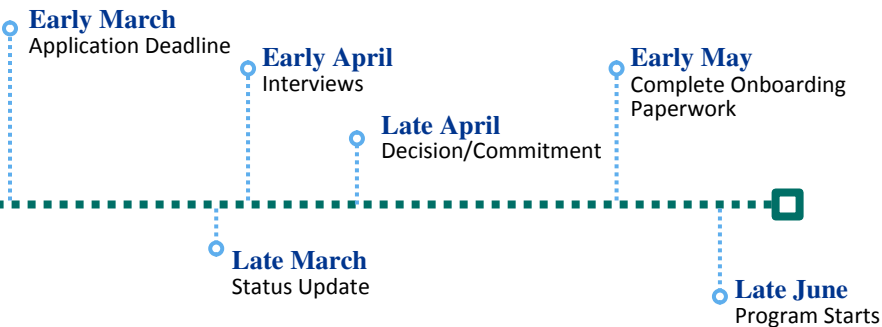 Early March
Application Deadline
Early April
Interviews
Early May
Complete Onboarding
Paperwork
Late April
Decision/Commitment
Late March
Status Update
Late June
Program Starts